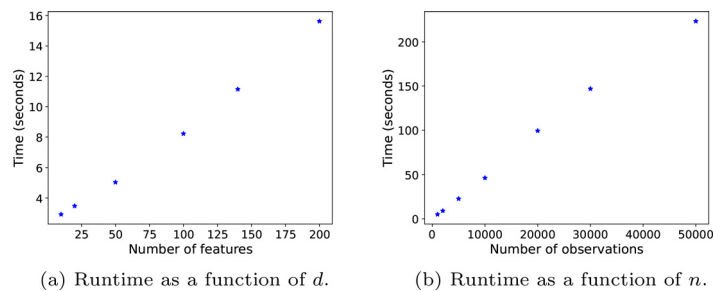 16
14
12
10
8
6
4
Time (seconds)
25 50 75 100 125 150 175 200
Number of features
(a) Runtime as a function of d.
200
150
100
50
0
Time (seconds)
0 10000 20000 30000 40000 50000
Number of observations
(b) Runtime as a function of n.